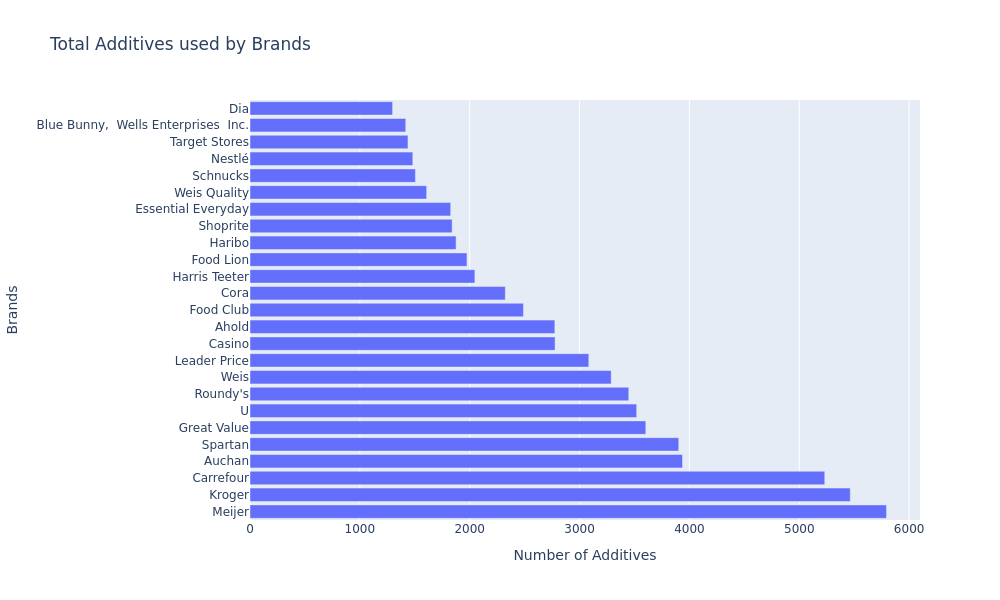 Total Additives used by Brands
Dia
Blue Bunny,  Wells Enterprises  Inc.
Target Stores
Nestlé
Schnucks
Weis Quality
Essential Everyday
Shoprite
Haribo
Food Lion
Harris Teeter
Cora
Food Club
Ahold
Casino
Leader Price
Weis
Roundy's
U
Great Value
Spartan
Auchan
Carrefour
Kroger
Meijer
Brands
0 1000 2000 3000 4000 5000 6000
Number of Additives